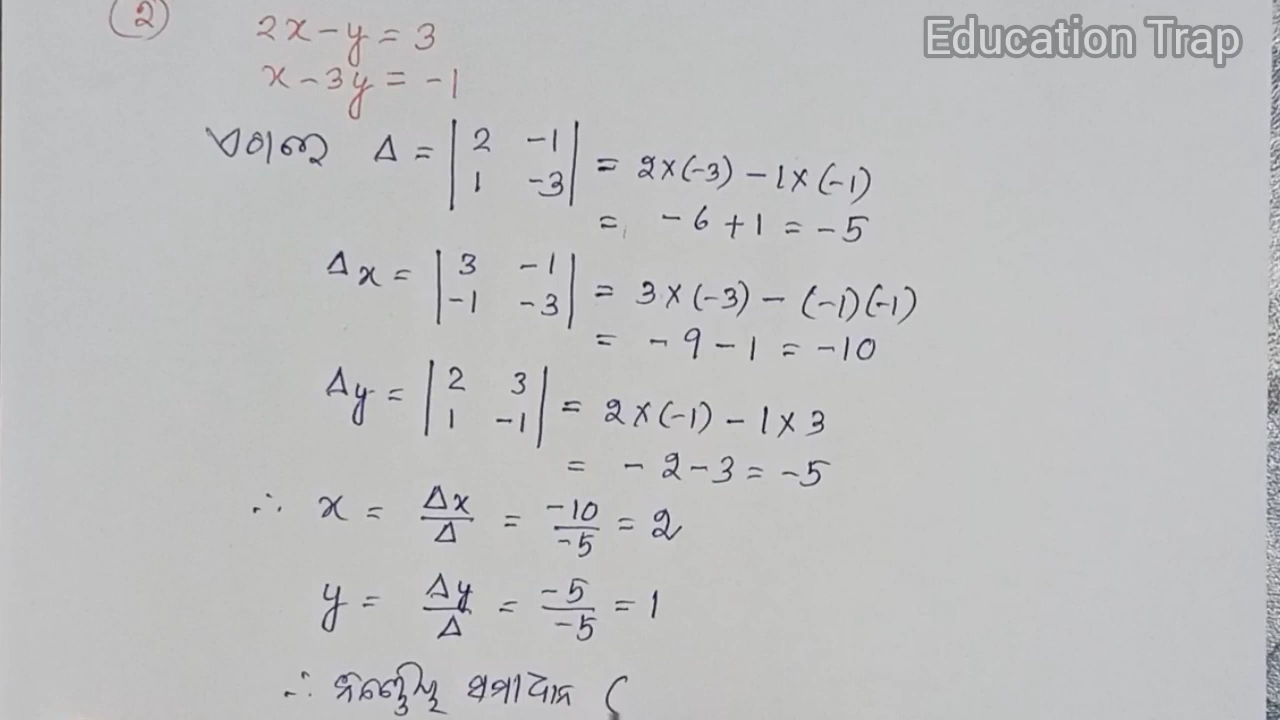 Education Trap
② 2x - y = 3
x - 3y = -1
ଏଠାରେ Δ = | 2 -1 | = 2×(-3) - 1×(-1)
| 1 -3 |
= -6 + 1 = -5
Δx = | 3 -1 | = 3×(-3) - (-1)(-1)
| -1 -3 |
= -9 - 1 = -10
Δy = | 2 3 | = 2×(-1) - 1×3
| 1 -1 |
= -2 - 3 = -5
∴ x = Δx/Δ = -10/-5 = 2
y = Δy/Δ = -5/-5 = 1
∴ ନିର୍ଣ୍ଣେୟ ସମାଧାନ (